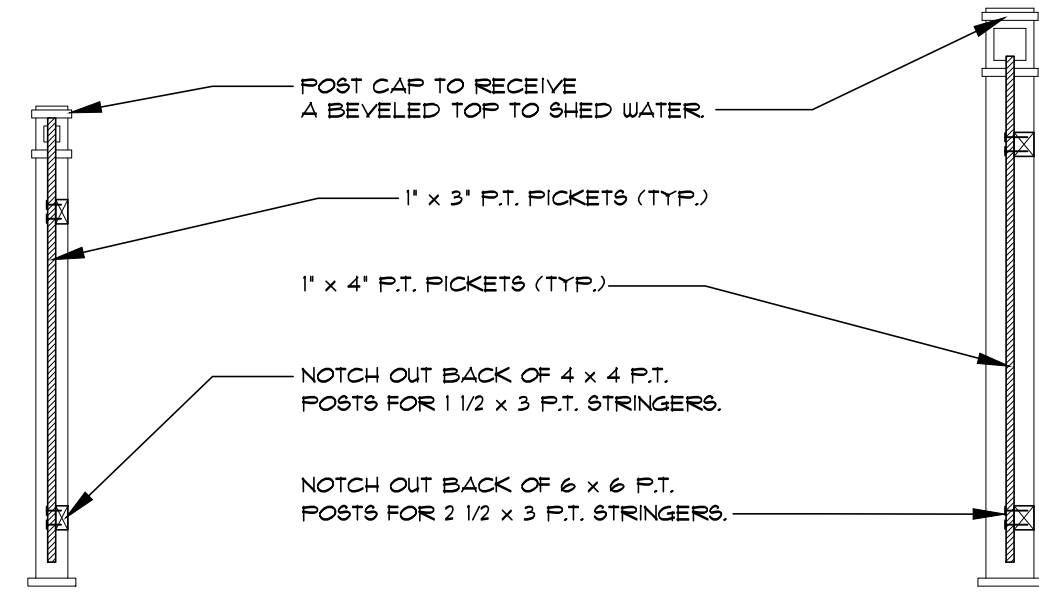 POST CAP TO RECEIVE
A BEVELED TOP TO SHED WATER.
1" x 3" P.T. PICKETS (TYP.)
1" x 4" P.T. PICKETS (TYP.)
NOTCH OUT BACK OF 4 x 4 P.T.
POSTS FOR 1 1/2 x 3 P.T. STRINGERS.
NOTCH OUT BACK OF 6 x 6 P.T.
POSTS FOR 2 1/2 x 3 P.T. STRINGERS.